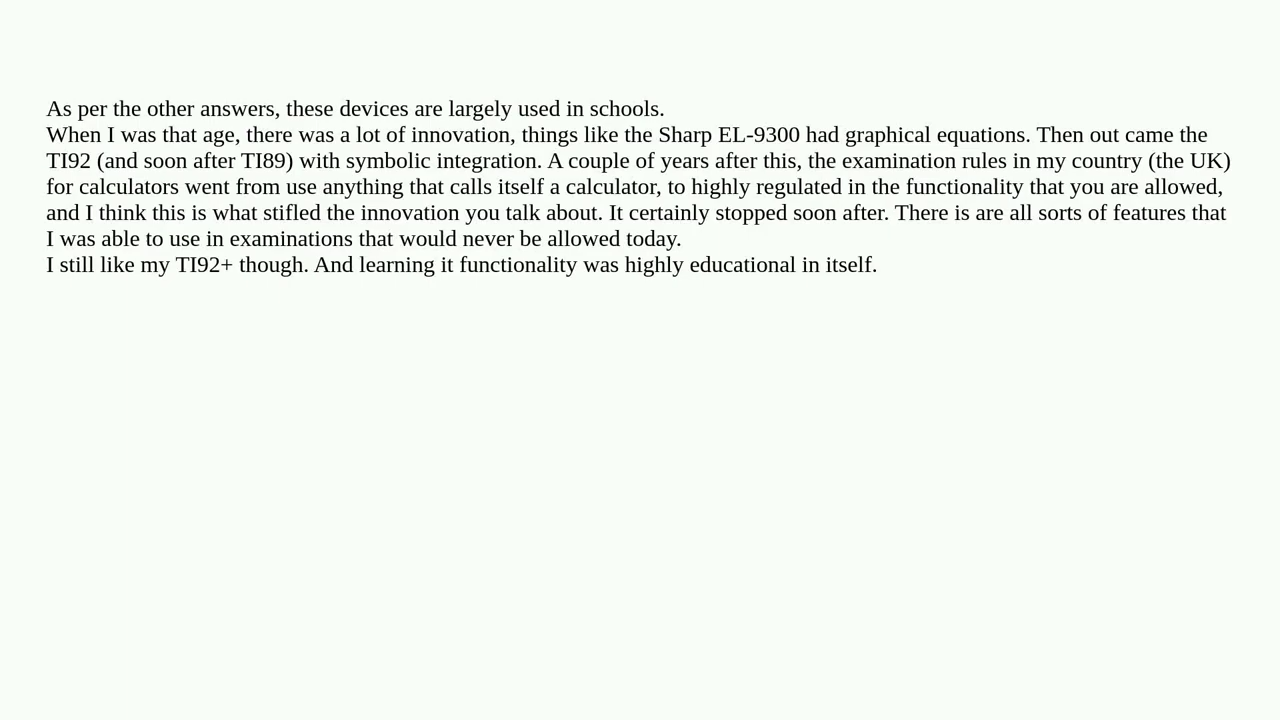 As per the other answers, these devices are largely used in schools.
When I was that age, there was a lot of innovation, things like the Sharp EL-9300 had graphical equations. Then out came the
TI92 (and soon after TI89) with symbolic integration. A couple of years after this, the examination rules in my country (the UK)
for calculators went from use anything that calls itself a calculator, to highly regulated in the functionality that you are allowed,
and I think this is what stifled the innovation you talk about. It certainly stopped soon after. There is are all sorts of features that
I was able to use in examinations that would never be allowed today.
I still like my TI92+ though. And learning it functionality was highly educational in itself.